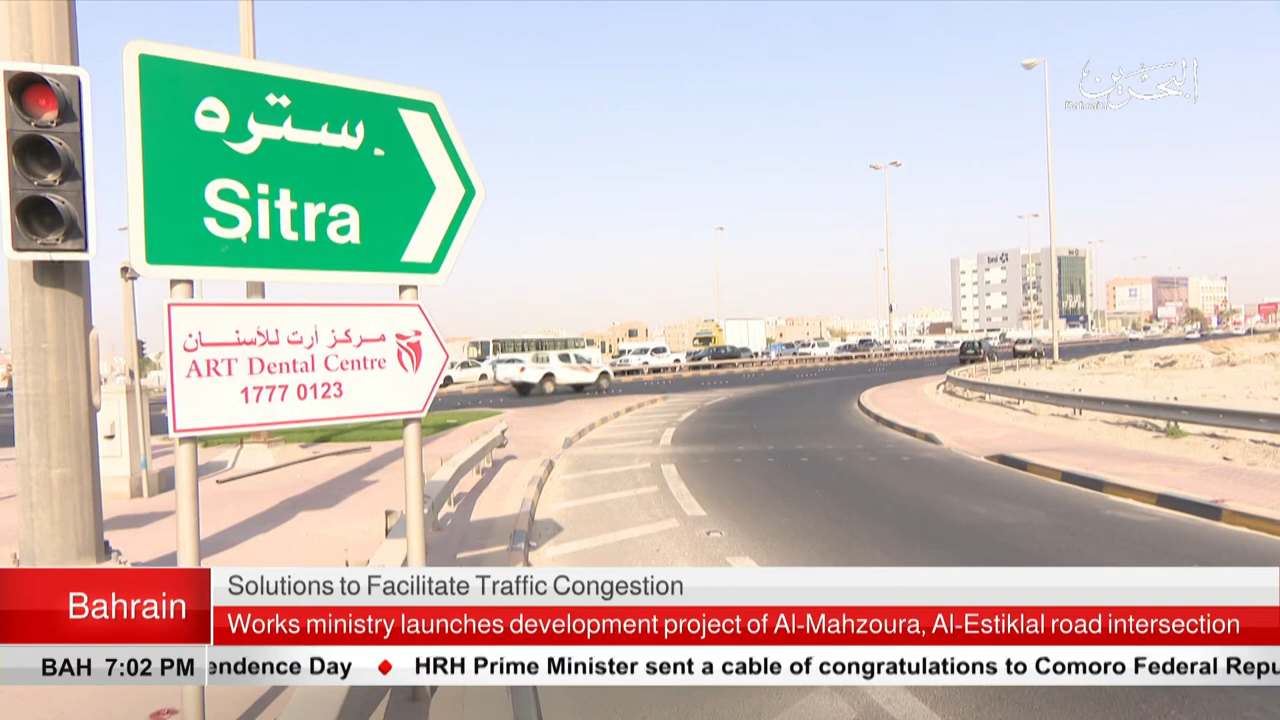 البحرين
Bahrain
ستره
Sitra
مركز أرت للأسنان
ART Dental Centre
1777 0123
bni
Bahrain
Solutions to Facilitate Traffic Congestion
Works ministry launches development project of Al-Mahzoura, Al-Estiklal road intersection
BAH 7:02 PM
endence Day
HRH Prime Minister sent a cable of congratulations to Comoro Federal Repu